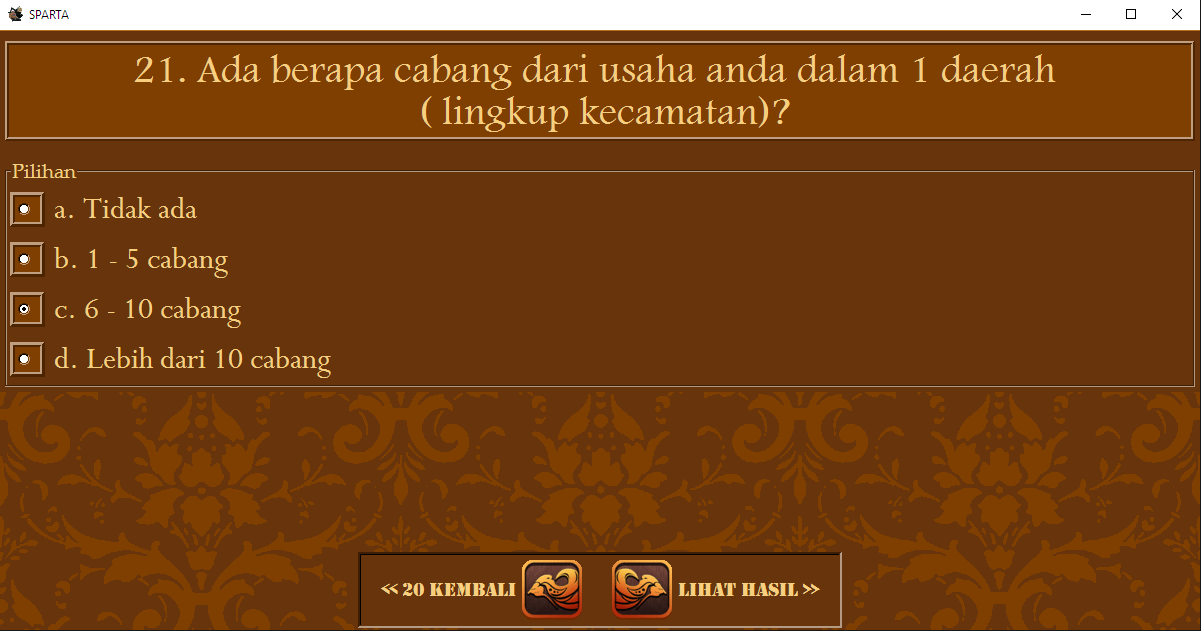 SPARTA
21. Ada berapa cabang dari usaha anda dalam 1 daerah
( lingkup kecamatan)?
Pilihan
a. Tidak ada
b. 1 - 5 cabang
c. 6 - 10 cabang
d. Lebih dari 10 cabang
<< 20 KEMBALI
LIHAT HASIL >>